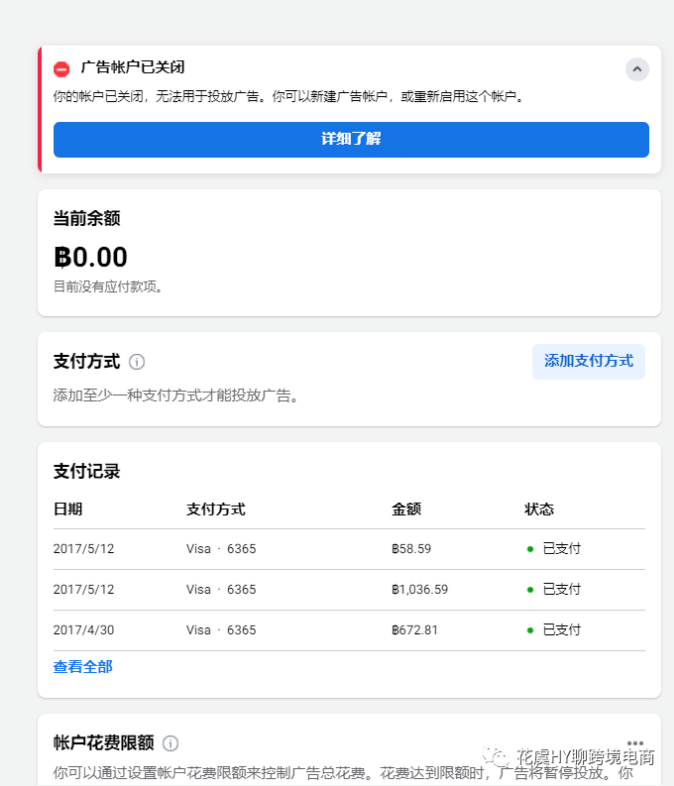 广告帐户已关闭
你的帐户已关闭，无法用于投放广告。你可以新建广告帐户，或重新启用这个帐户。
详细了解
当前余额
฿0.00
目前没有应付款项。
支付方式
添加支付方式
添加至少一种支付方式才能投放广告。
支付记录
日期 支付方式 金额 状态
2017/5/12 Visa · 6365 ฿58.59 已支付
2017/5/12 Visa · 6365 ฿1,036.59 已支付
2017/4/30 Visa · 6365 ฿672.81 已支付
查看全部
帐户花费限额
花虞HY聊跨境电商
你可以通过设置帐户花费限额来控制广告总花费。花费达到限额时，广告将暂停投放。你